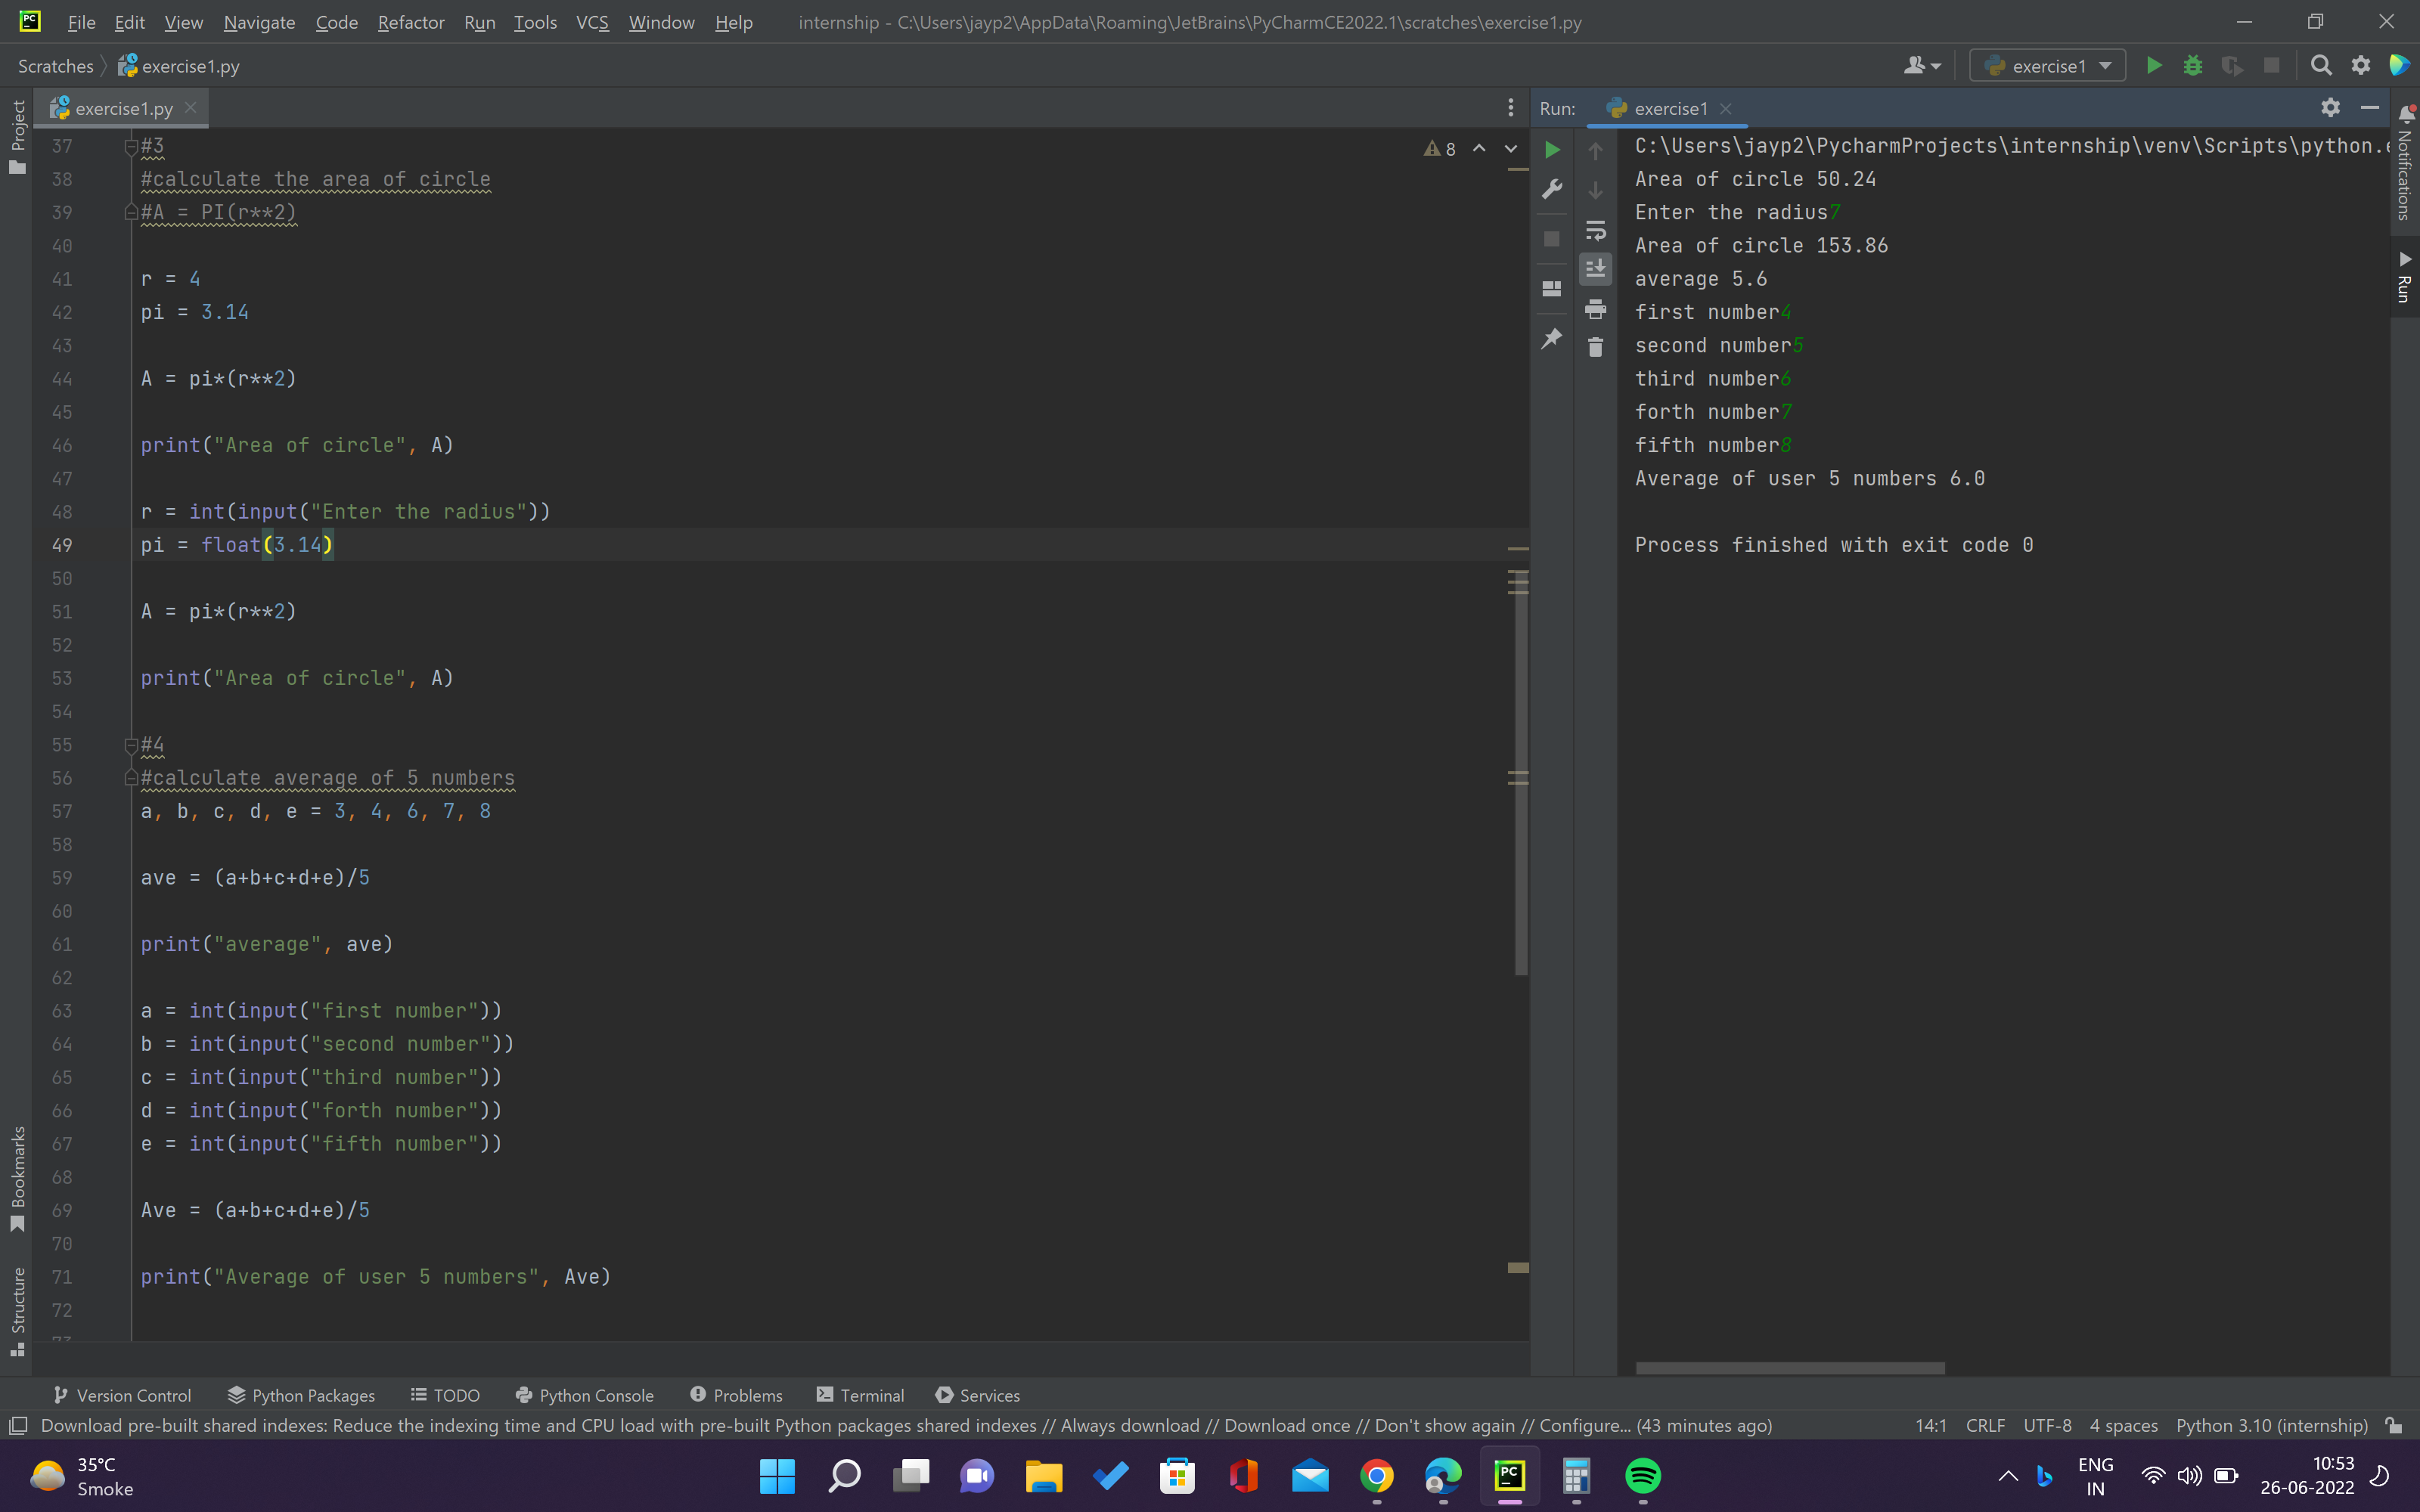 File Edit View Navigate Code Refactor Run Tools VCS Window Help internship - C:\Users\jayp2\AppData\Roaming\JetBrains\PyCharmCE2022.1\scratches\exercise1.py
Scratches exercise1.py exercise1
exercise1.py
Run: exercise1
Project
37 #3
38 #calculate the area of circle
39 #A = PI(r**2)
40
41 r = 4
42 pi = 3.14
43
44 A = pi*(r**2)
45
46 print("Area of circle", A)
47
48 r = int(input("Enter the radius"))
49 pi = float(3.14)
50
51 A = pi*(r**2)
52
53 print("Area of circle", A)
54
55 #4
56 #calculate average of 5 numbers
57 a, b, c, d, e = 3, 4, 6, 7, 8
58
59 ave = (a+b+c+d+e)/5
60
61 print("average", ave)
62
63 a = int(input("first number"))
64 b = int(input("second number"))
65 c = int(input("third number"))
66 d = int(input("forth number"))
67 e = int(input("fifth number"))
68
69 Ave = (a+b+c+d+e)/5
70
71 print("Average of user 5 numbers", Ave)
72
73
8
Bookmarks
Structure
C:\Users\jayp2\PycharmProjects\internship\venv\Scripts\python.e
Area of circle 50.24
Enter the radius7
Area of circle 153.86
average 5.6
first number4
second number5
third number6
forth number7
fifth number8
Average of user 5 numbers 6.0
Process finished with exit code 0
Notifications
Run
Version Control Python Packages TODO Python Console Problems Terminal Services
Download pre-built shared indexes: Reduce the indexing time and CPU load with pre-built Python packages shared indexes // Always download // Download once // Don't show again // Configure... (43 minutes ago) 14:1 CRLF UTF-8 4 spaces Python 3.10 (internship)
35°C
Smoke
ENG
IN
10:53
26-06-2022